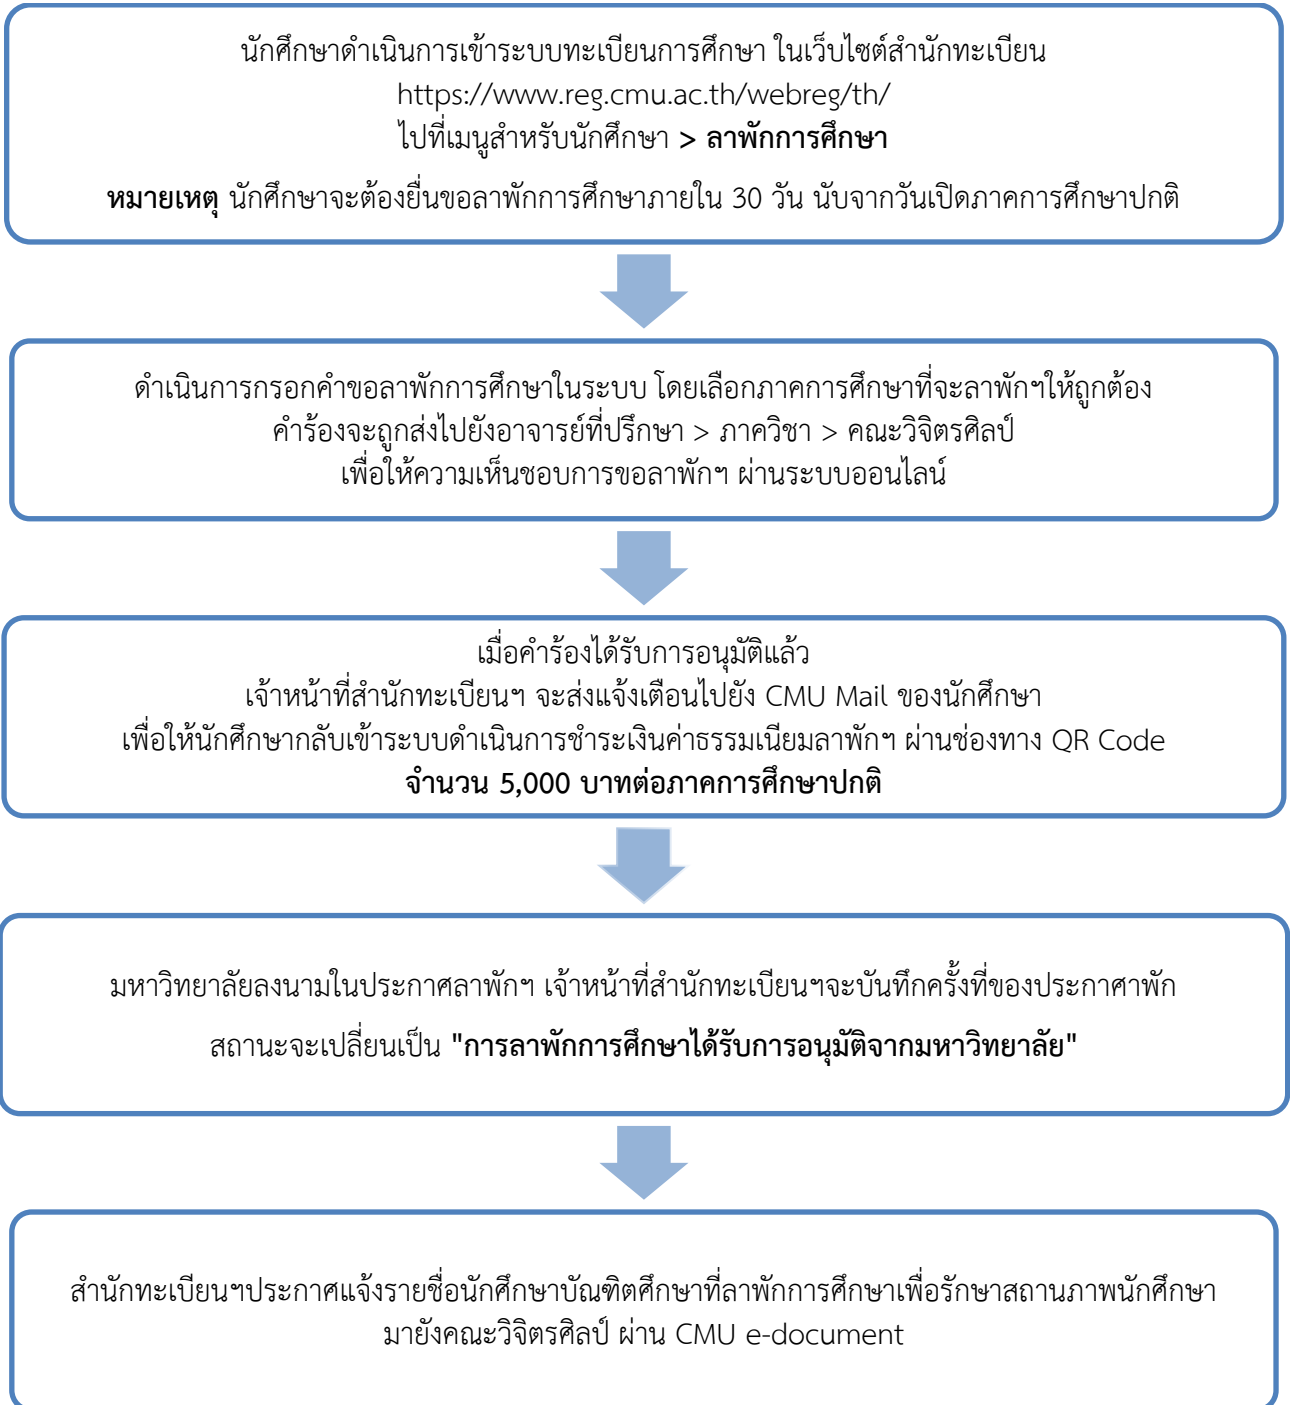 นักศึกษาดำเนินการเข้าระบบทะเบียนการศึกษา ในเว็บไซต์สำนักทะเบียน
https://www.reg.cmu.ac.th/webreg/th/
ไปที่เมนูสำหรับนักศึกษา > ลาพักการศึกษา
หมายเหตุ นักศึกษาจะต้องยื่นขอลาพักการศึกษาภายใน 30 วัน นับจากวันเปิดภาคการศึกษาปกติ
ดำเนินการกรอกคำขอลาพักการศึกษาในระบบ โดยเลือกภาคการศึกษาที่จะลาพักฯให้ถูกต้อง
คำร้องจะถูกส่งไปยังอาจารย์ที่ปรึกษา > ภาควิชา > คณะวิจิตรศิลป์
เพื่อให้ความเห็นชอบการขอลาพักฯ ผ่านระบบออนไลน์
เมื่อคำร้องได้รับการอนุมัติแล้ว
เจ้าหน้าที่สำนักทะเบียนฯ จะส่งแจ้งเตือนไปยัง CMU Mail ของนักศึกษา
เพื่อให้นักศึกษากลับเข้าระบบดำเนินการชำระเงินค่าธรรมเนียมลาพักฯ ผ่านช่องทาง QR Code
จำนวน 5,000 บาทต่อภาคการศึกษาปกติ
มหาวิทยาลัยลงนามในประกาศลาพักฯ เจ้าหน้าที่สำนักทะเบียนฯจะบันทึกครั้งที่ของประกาศาพัก
สถานะจะเปลี่ยนเป็น "การลาพักการศึกษาได้รับการอนุมัติจากมหาวิทยาลัย"
สำนักทะเบียนฯประกาศแจ้งรายชื่อนักศึกษาบัณฑิตศึกษาที่ลาพักการศึกษาเพื่อรักษาสถานภาพนักศึกษา
มายังคณะวิจิตรศิลป์ ผ่าน CMU e-document